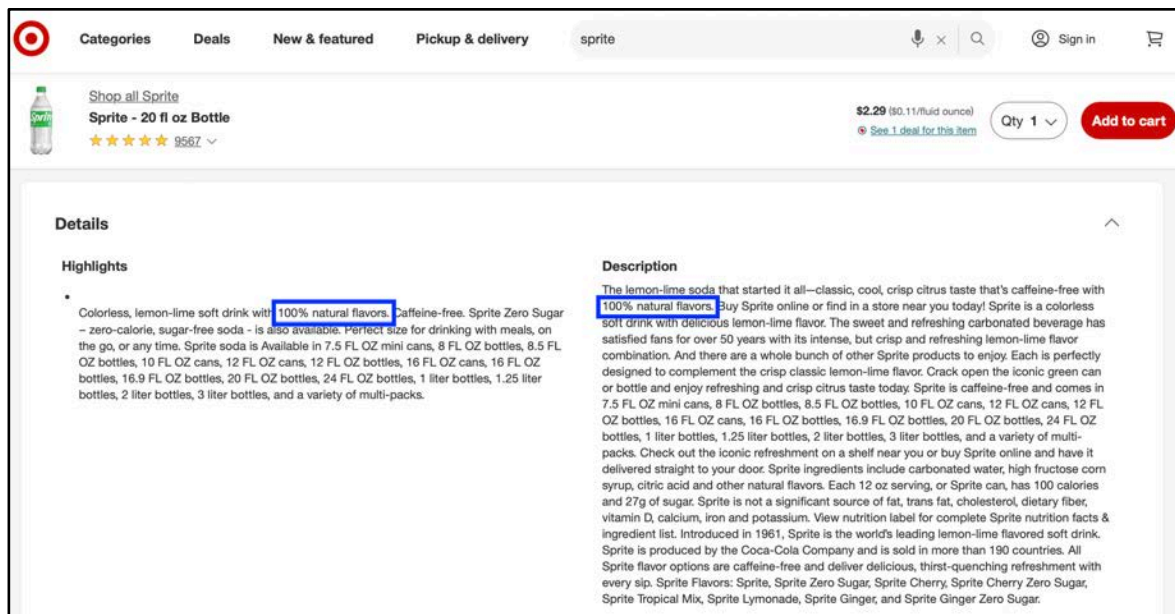 Categories Deals New & featured Pickup & delivery sprite Sign in
Shop all Sprite
Sprite - 20 fl oz Bottle
9567
$2.29 ($0.11/fluid ounce)
See 1 deal for this item
Qty 1
Add to cart
Details
Highlights
Colorless, lemon-lime soft drink with 100% natural flavors. Caffeine-free. Sprite Zero Sugar
– zero-calorie, sugar-free soda - is also available. Perfect size for drinking with meals, on
the go, or any time. Sprite soda is Available in 7.5 FL OZ mini cans, 8 FL OZ bottles, 8.5 FL
OZ bottles, 10 FL OZ cans, 12 FL OZ cans, 12 FL OZ bottles, 16 FL OZ cans, 16 FL OZ
bottles, 16.9 FL OZ bottles, 20 FL OZ bottles, 24 FL OZ bottles, 1 liter bottles, 1.25 liter
bottles, 2 liter bottles, 3 liter bottles, and a variety of multi-packs.
Description
The lemon-lime soda that started it all—classic, cool, crisp citrus taste that's caffeine-free with
100% natural flavors. Buy Sprite online or find in a store near you today! Sprite is a colorless
soft drink with delicious lemon-lime flavor. The sweet and refreshing carbonated beverage has
satisfied fans for over 50 years with its intense, but crisp and refreshing lemon-lime flavor
combination. And there are a whole bunch of other Sprite products to enjoy. Each is perfectly
designed to complement the crisp classic lemon-lime flavor. Crack open the iconic green can
or bottle and enjoy refreshing and crisp citrus taste today. Sprite is caffeine-free and comes in
7.5 FL OZ mini cans, 8 FL OZ bottles, 8.5 FL OZ bottles, 10 FL OZ cans, 12 FL OZ cans, 12 FL
OZ bottles, 16 FL OZ cans, 16 FL OZ bottles, 16.9 FL OZ bottles, 20 FL OZ bottles, 24 FL OZ
bottles, 1 liter bottles, 1.25 liter bottles, 2 liter bottles, 3 liter bottles, and a variety of multi-
packs. Check out the iconic refreshment on a shelf near you or buy Sprite online and have it
delivered straight to your door. Sprite ingredients include carbonated water, high fructose corn
syrup, citric acid and other natural flavors. Each 12 oz serving, or Sprite can, has 100 calories
and 27g of sugar. Sprite is not a significant source of fat, trans fat, cholesterol, dietary fiber,
vitamin D, calcium, iron and potassium. View nutrition label for complete Sprite nutrition facts &
ingredient list. Introduced in 1961, Sprite is the world's leading lemon-lime flavored soft drink.
Sprite is produced by the Coca-Cola Company and is sold in more than 190 countries. All
Sprite flavor options are caffeine-free and deliver delicious, thirst-quenching refreshment with
every sip. Sprite Flavors: Sprite, Sprite Zero Sugar, Sprite Cherry, Sprite Cherry Zero Sugar,
Sprite Tropical Mix, Sprite Lymonade, Sprite Ginger, and Sprite Ginger Zero Sugar.